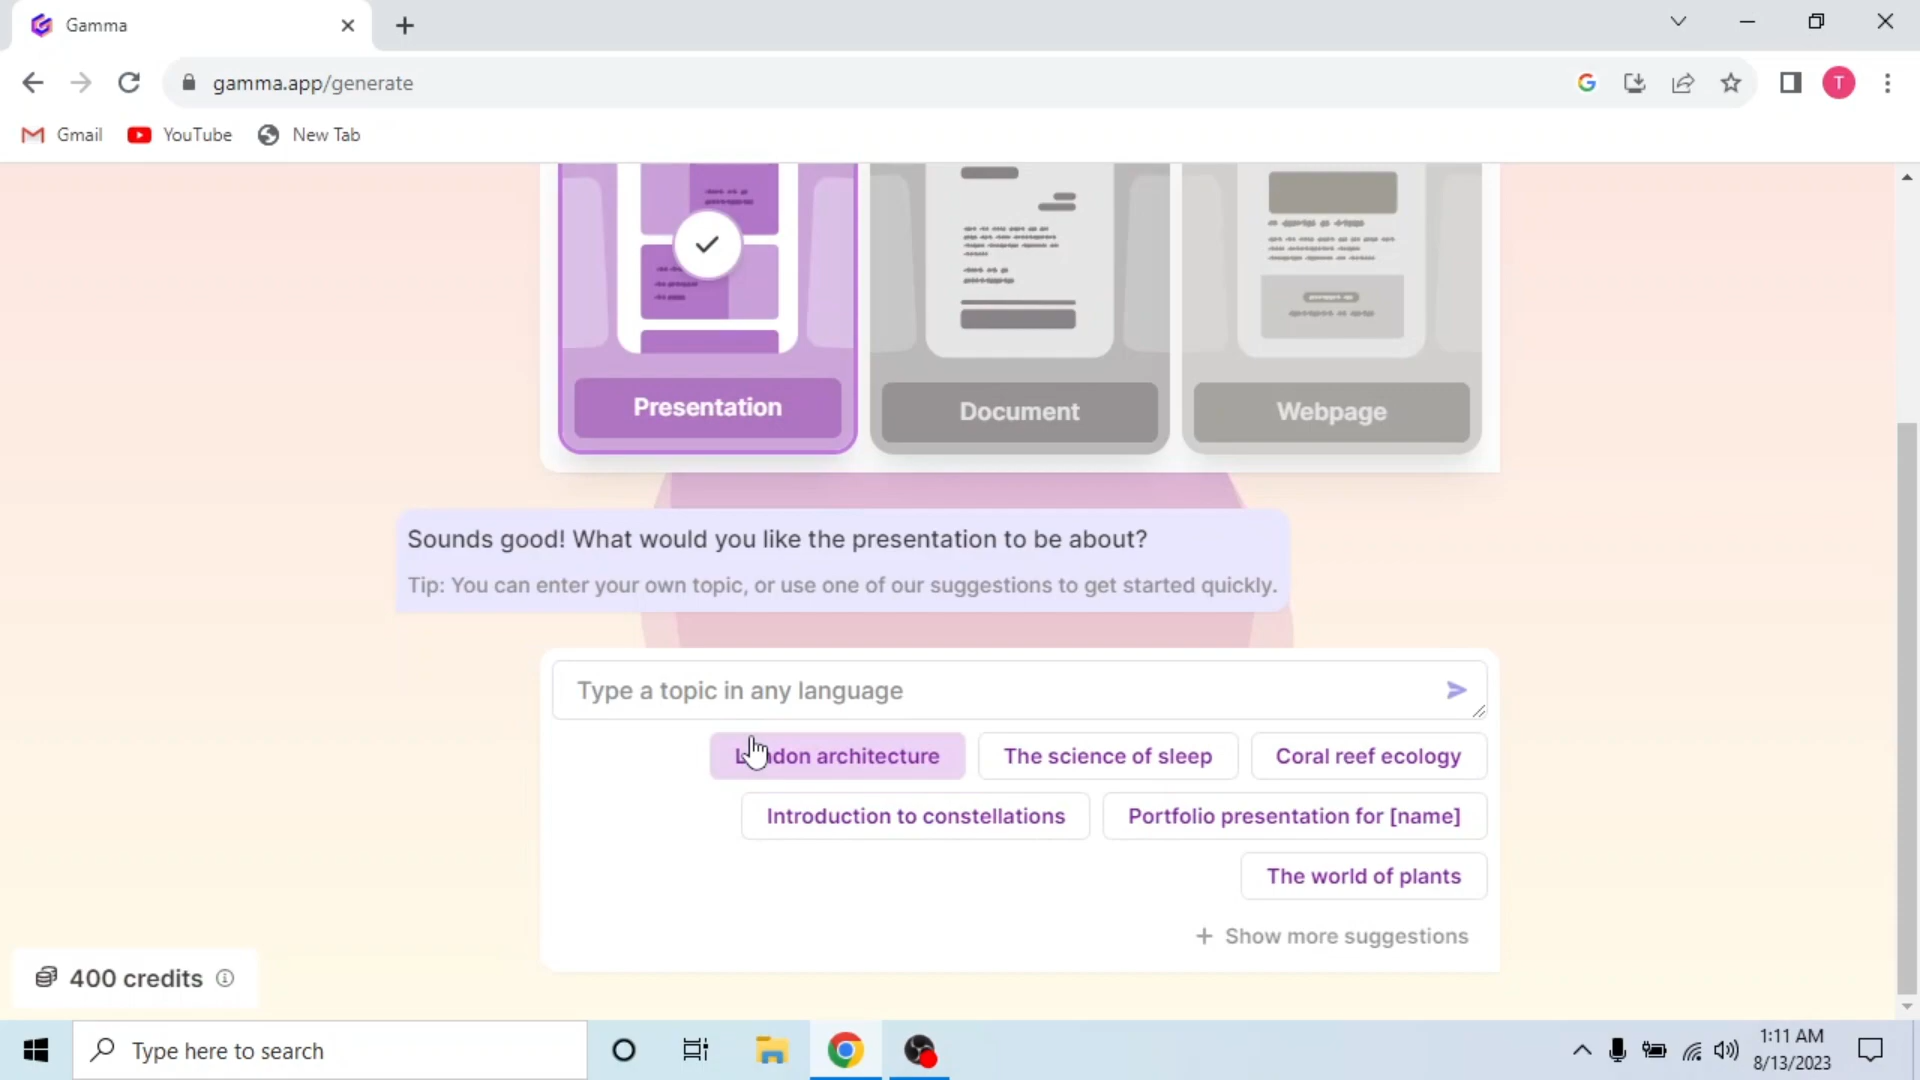 Gamma
gamma.app/generate
Gmail
YouTube
New Tab
Presentation
Document
Webpage
Sounds good! What would you like the presentation to be about?
Tip: You can enter your own topic, or use one of our suggestions to get started quickly.
Type a topic in any language
London architecture
The science of sleep
Coral reef ecology
Introduction to constellations
Portfolio presentation for [name]
The world of plants
+ Show more suggestions
400 credits
Type here to search
1:11 AM
8/13/2023
T